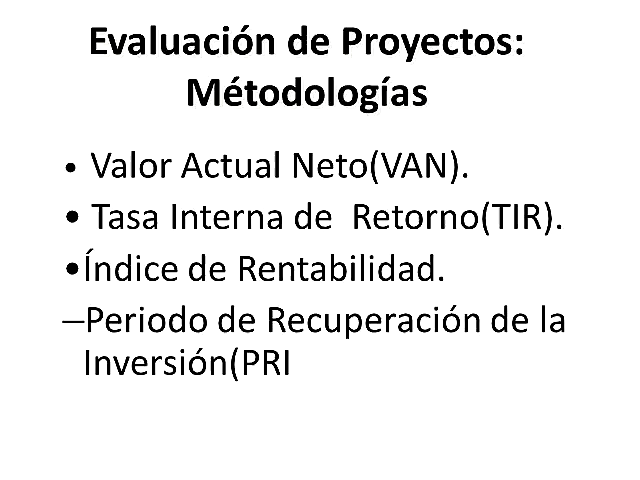 Evaluación de Proyectos:
Métodologías
• Valor Actual Neto(VAN).
• Tasa Interna de  Retorno(TIR).
•Índice de Rentabilidad.
–Periodo de Recuperación de la
Inversión(PRI